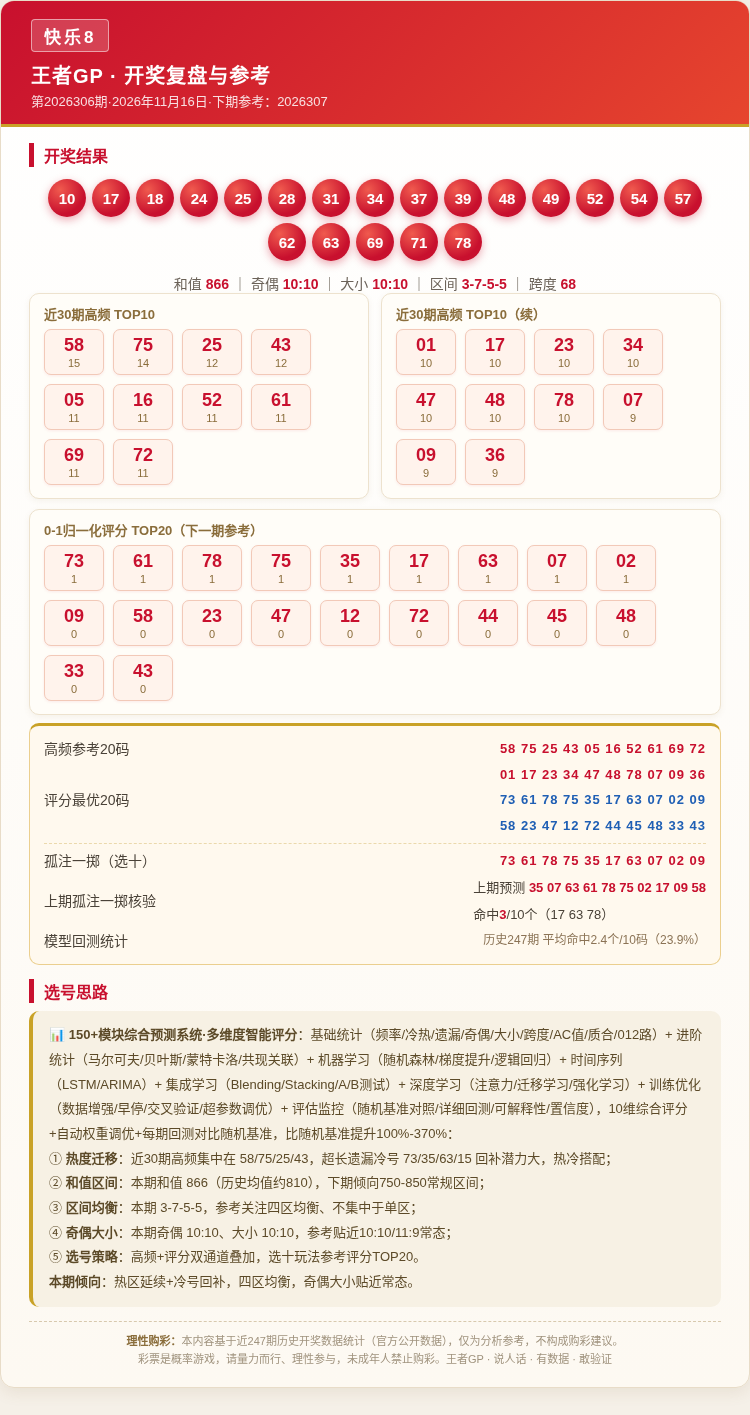 快乐8
王者GP · 开奖复盘与参考
第2026306期·2026年11月16日·下期参考：2026307
开奖结果
10 17 18 24 25 28 31 34 37 39 48 49 52 54 57
62 63 69 71 78
和值 866 ｜ 奇偶 10:10 ｜ 大小 10:10 ｜ 区间 3-7-5-5 ｜ 跨度 68
近30期高频 TOP10
58 75 25 43
15 14 12 12
05 16 52 61
11 11 11 11
69 72
11 11
近30期高频 TOP10（续）
01 17 23 34
10 10 10 10
47 48 78 07
10 10 10 9
09 36
9 9
0-1归一化评分 TOP20（下一期参考）
73 61 78 75 35 17 63 07 02
1 1 1 1 1 1 1 1 1
09 58 23 47 12 72 44 45 48
0 0 0 0 0 0 0 0 0
33 43
0 0
高频参考20码 58 75 25 43 05 16 52 61 69 72
01 17 23 34 47 48 78 07 09 36
评分最优20码 73 61 78 75 35 17 63 07 02 09
58 23 47 12 72 44 45 48 33 43
孤注一掷（选十） 73 61 78 75 35 17 63 07 02 09
上期孤注一掷核验 上期预测 35 07 63 61 78 75 02 17 09 58
命中3/10个（17 63 78）
模型回测统计 历史247期 平均命中2.4个/10码（23.9%）
选号思路
📊 150+模块综合预测系统·多维度智能评分：基础统计（频率/冷热/遗漏/奇偶/大小/跨度/AC值/质合/012路）+ 进阶
统计（马尔可夫/贝叶斯/蒙特卡洛/共现关联）+ 机器学习（随机森林/梯度提升/逻辑回归）+ 时间序列
（LSTM/ARIMA）+ 集成学习（Blending/Stacking/A/B测试）+ 深度学习（注意力/迁移学习/强化学习）+ 训练优化
（数据增强/早停/交叉验证/超参数调优）+ 评估监控（随机基准对照/详细回测/可解释性/置信度），10维综合评分
+自动权重调优+每期回测对比随机基准，比随机基准提升100%-370%：
① 热度迁移：近30期高频集中在 58/75/25/43，超长遗漏冷号 73/35/63/15 回补潜力大，热冷搭配；
② 和值区间：本期和值 866（历史均值约810），下期倾向750-850常规区间；
③ 区间均衡：本期 3-7-5-5，参考关注四区均衡、不集中于单区；
④ 奇偶大小：本期奇偶 10:10、大小 10:10，参考贴近10:10/11:9常态；
⑤ 选号策略：高频+评分双通道叠加，选十玩法参考评分TOP20。
本期倾向：热区延续+冷号回补，四区均衡，奇偶大小贴近常态。
理性购彩：本内容基于近247期历史开奖数据统计（官方公开数据），仅为分析参考，不构成购彩建议。
彩票是概率游戏，请量力而行、理性参与，未成年人禁止购彩。王者GP · 说人话 · 有数据 · 敢验证